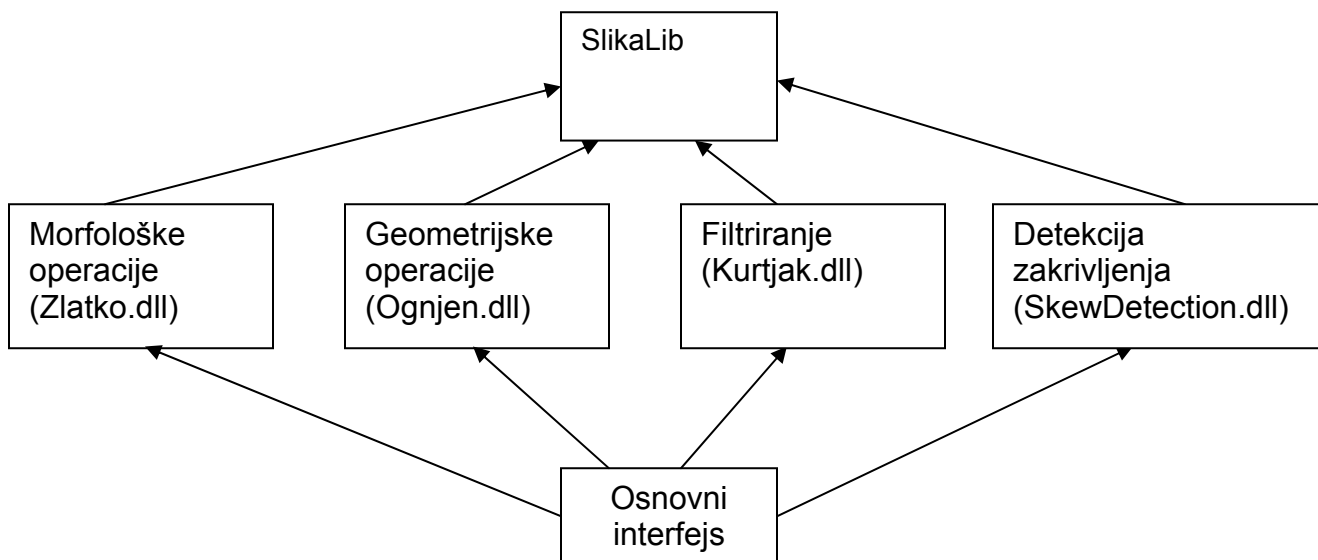 SlikaLib
Morfološke
operacije
(Zlatko.dll)
Geometrijske
operacije
(Ognjen.dll)
Filtriranje
(Kurtjak.dll)
Detekcija
zakrivljenja
(SkewDetection.dll)
Osnovni
interfejs